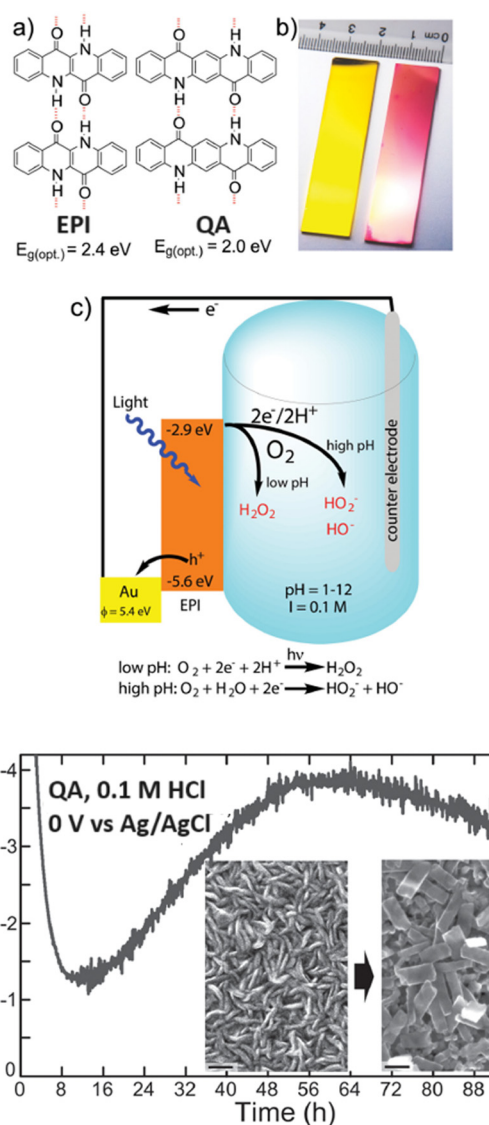 a)
O H N
N H O
O H N
N H O
EPI
E_g(opt.) = 2.4 eV
O H N
N H O
H
O N
N O
H
QA
E_g(opt.) = 2.0 eV
b)
4 3 2 1 0 cm
c)
e⁻
Light
-2.9 eV
2e⁻/2H⁺
O₂
high pH
low pH
H₂O₂
HO₂⁻
HO⁻
counter electrode
h⁺
-5.6 eV
Au
ϕ = 5.4 eV
EPI
pH = 1-12
I = 0.1 M
hν
low pH: O₂ + 2e⁻ + 2H⁺ → H₂O₂
high pH: O₂ + H₂O + 2e⁻ → HO₂⁻ + HO⁻
-4
-3
-2
-1
0
QA, 0.1 M HCl
0 V vs Ag/AgCl
0 8 16 24 32 40 48 56 64 72 80 88
Time (h)